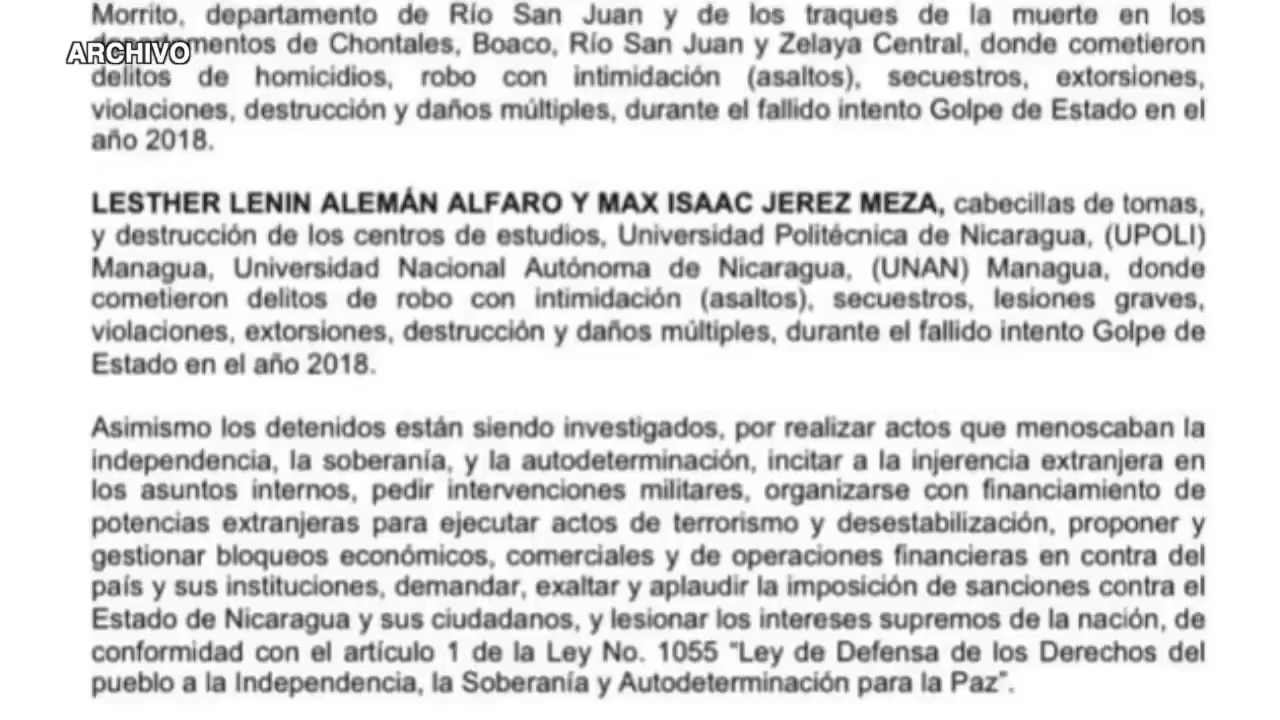 Morrito, departamento de Río San Juan y de los traques de la muerte en los
ARCHIVO
departamentos de Chontales, Boaco, Río San Juan y Zelaya Central, donde cometieron
delitos de homicidios, robo con intimidación (asaltos), secuestros, extorsiones,
violaciones, destrucción y daños múltiples, durante el fallido intento Golpe de Estado en el
año 2018.
LESTHER LENIN ALEMÁN ALFARO Y MAX ISAAC JEREZ MEZA, cabecillas de tomas,
y destrucción de los centros de estudios, Universidad Politécnica de Nicaragua, (UPOLI)
Managua, Universidad Nacional Autónoma de Nicaragua, (UNAN) Managua, donde
cometieron delitos de robo con intimidación (asaltos), secuestros, lesiones graves,
violaciones, extorsiones, destrucción y daños múltiples, durante el fallido intento Golpe de
Estado en el año 2018.
Asimismo los detenidos están siendo investigados, por realizar actos que menoscaban la
independencia, la soberanía, y la autodeterminación, incitar a la injerencia extranjera en
los asuntos internos, pedir intervenciones militares, organizarse con financiamiento de
potencias extranjeras para ejecutar actos de terrorismo y desestabilización, proponer y
gestionar bloqueos económicos, comerciales y de operaciones financieras en contra del
país y sus instituciones, demandar, exaltar y aplaudir la imposición de sanciones contra el
Estado de Nicaragua y sus ciudadanos, y lesionar los intereses supremos de la nación, de
conformidad con el artículo 1 de la Ley No. 1055 "Ley de Defensa de los Derechos del
pueblo a la Independencia, la Soberanía y Autodeterminación para la Paz".